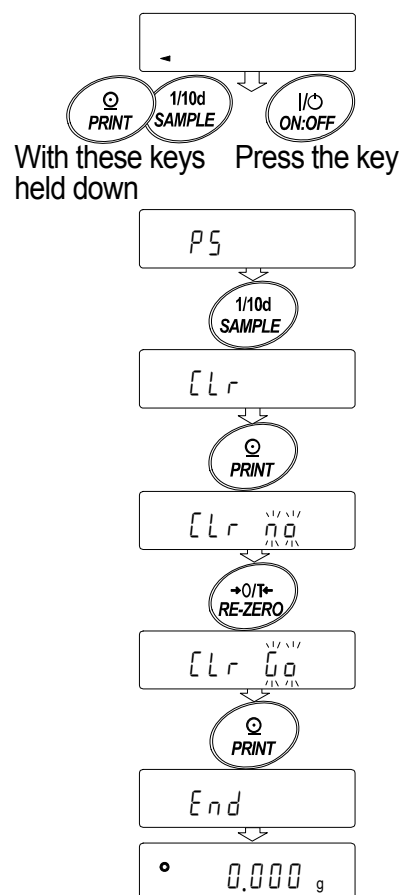 1/10d
PRINT SAMPLE ON:OFF
With these keys Press the key
held down
PS
1/10d
SAMPLE
CLr
PRINT
CLr no
→0/T←
RE-ZERO
CLr Go
PRINT
End
0.000 g